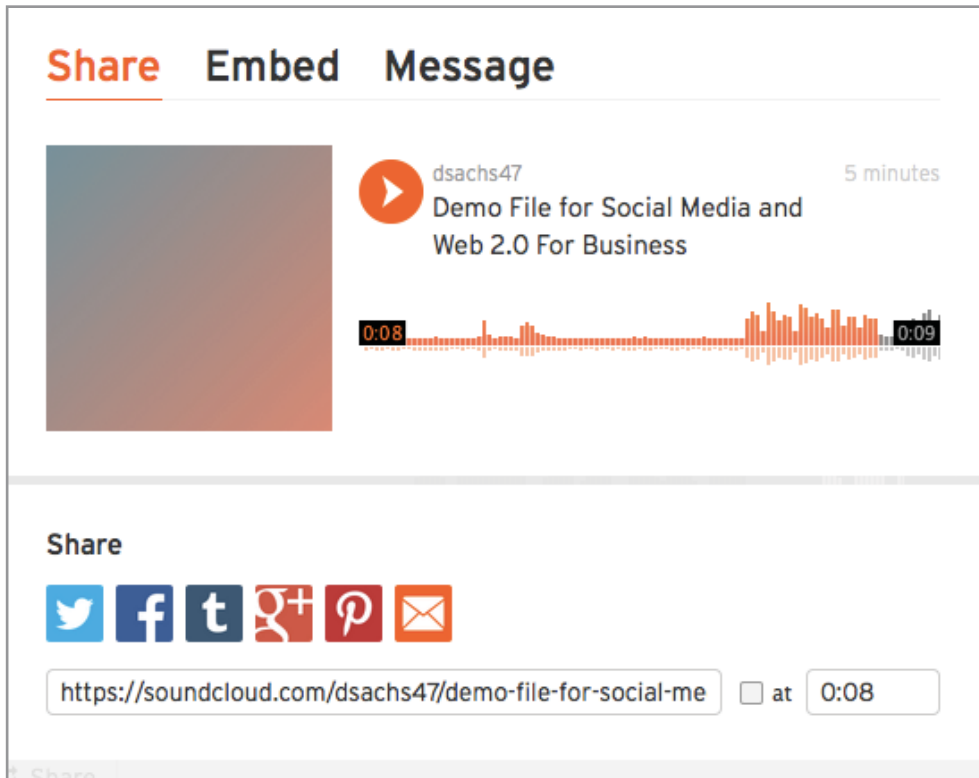 Share Embed Message
dsachs47 5 minutes
Demo File for Social Media and
Web 2.0 For Business
0:08 0:09
Share
t g+
https://soundcloud.com/dsachs47/demo-file-for-social-me at 0:08
Share